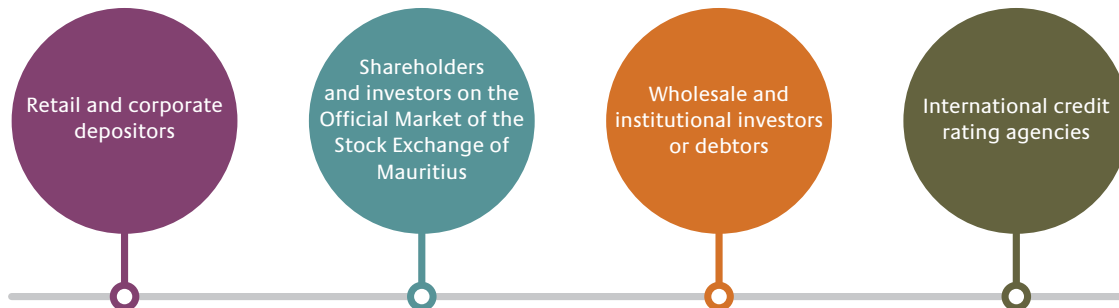 Retail and corporate
depositors
Shareholders
and investors on the
Official Market of the
Stock Exchange of
Mauritius
Wholesale and
institutional investors
or debtors
International credit
rating agencies